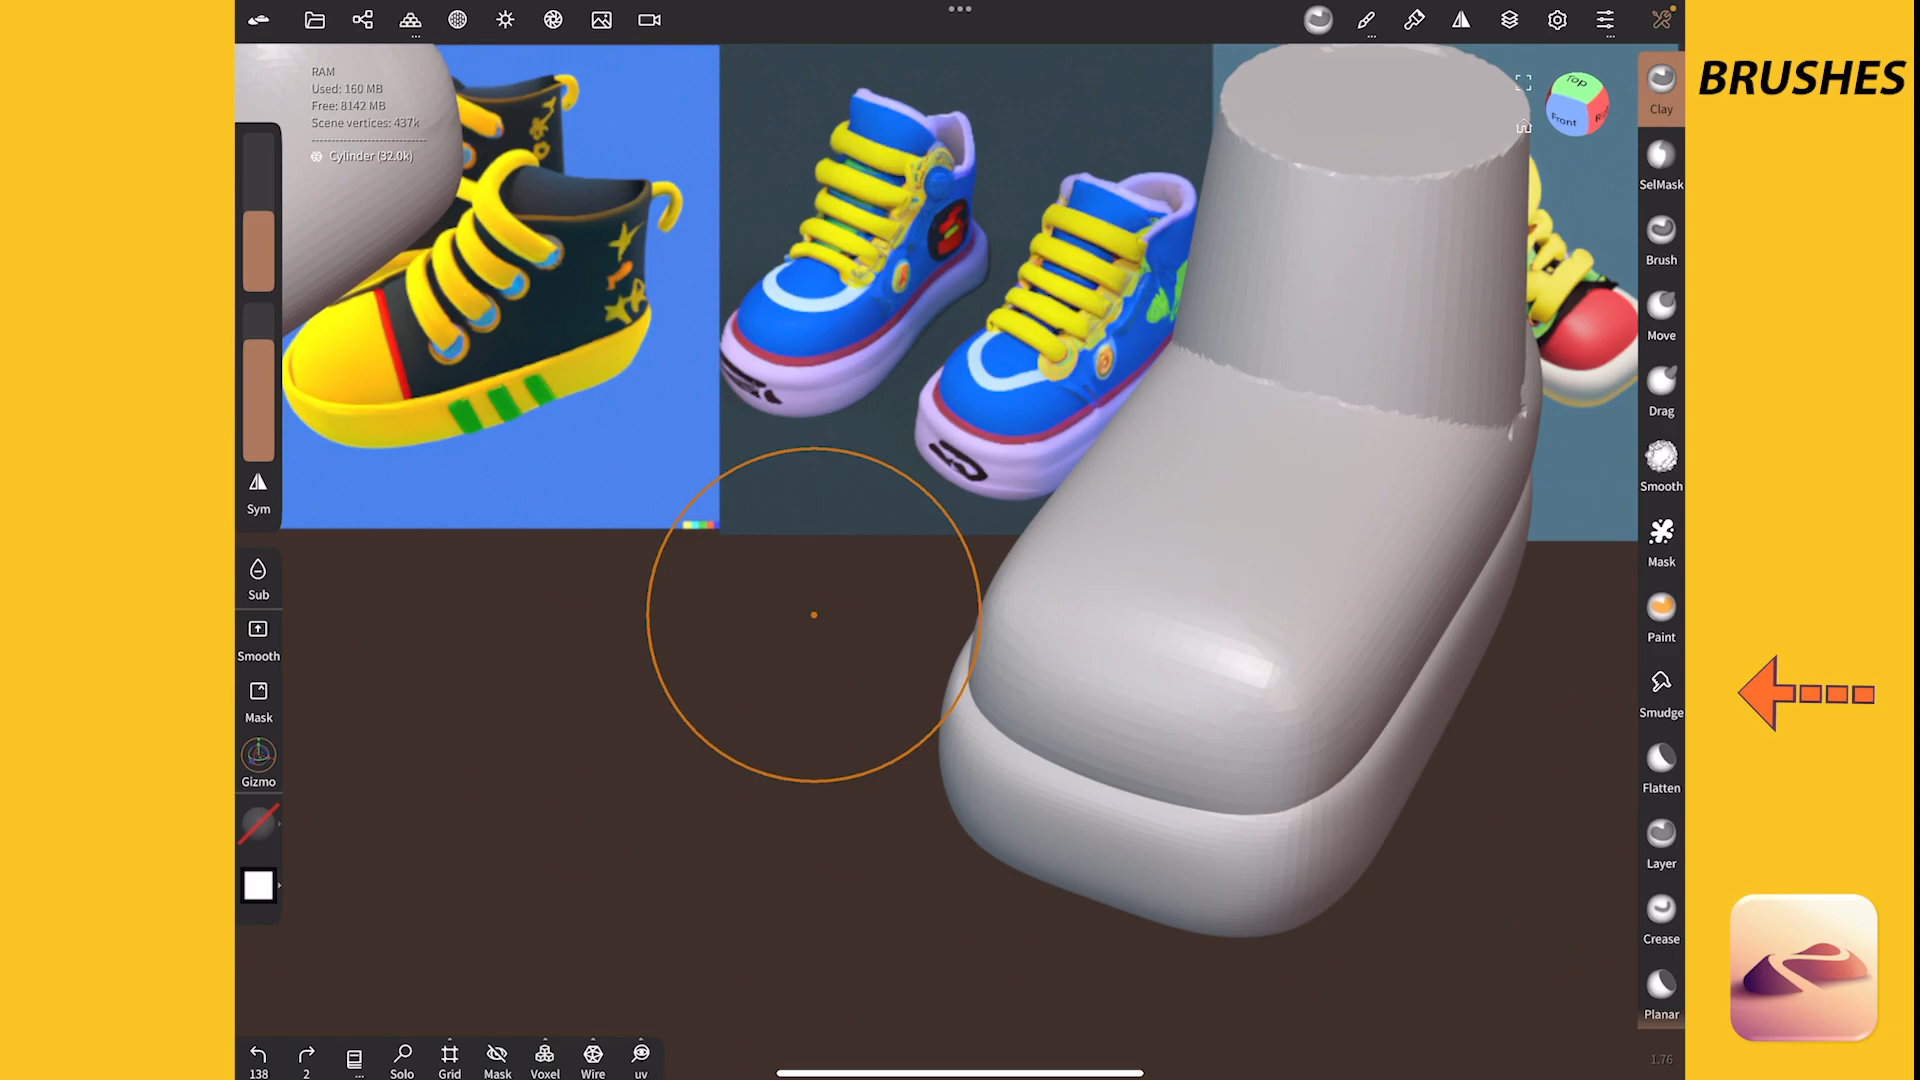 BRUSHES
RAM
Used: 160 MB
Free: 8142 MB
Scene vertices: 437k
Cylinder (32.0k)
Top
Front
Clay
SelMask
Brush
Move
Drag
Smooth
Mask
Paint
Smudge
Flatten
Layer
Crease
Planar
1.76
Sym
Sub
Smooth
Mask
Gizmo
138
2
...
Solo
Grid
Mask
Voxel
Wire
uv